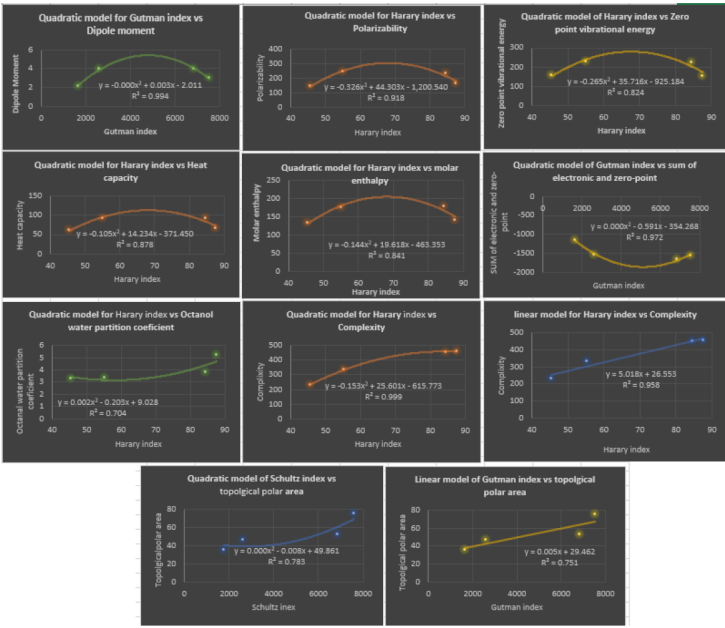 Quadratic model for Gutman index vs
Dipole moment
6
4
2
0
Dipole Moment
y = -0.000x² + 0.003x - 2.011
R² = 0.994
0 2000 4000 6000 8000
Gutman index
Quadratic model for Harary index vs
Polarizability
400
300
200
100
0
Polarizability
y = -0.326x² + 44.303x - 1,200.540
R² = 0.918
40 50 60 70 80 90
Harary index
Quadratic model of Harary index vs Zero
point vibrational energy
300
200
100
0
Zero point vibrational energy
y = -0.265x² + 35.716x - 925.184
R² = 0.824
40 50 60 70 80 90
Harary index
Quadratic model for Harary index vs Heat
capacity
150
100
50
0
Heat capacity
y = -0.105x² + 14.234x - 371.450
R² = 0.878
40 50 60 70 80 90
Harary index
Quadratic model for Harary index vs molar
enthalpy
250
200
150
100
50
0
Molar enthalpy
y = -0.144x² + 19.618x - 463.353
R² = 0.841
40 50 60 70 80 90
Harary index
Quadratic model of Gutman index vs sum of
electronic and zero-point
0
-500
-1000
-1500
-2000
SUM of electronic and zero-
point
0 2000 4000 6000 8000
y = 0.000x² - 0.591x - 354.268
R² = 0.972
Gutman index
Quadratic model for Harary index vs Octanol
water partition coeficient
6
5
4
3
2
1
0
Octanal water partition
coeficient
y = 0.002x² - 0.203x + 9.028
R² = 0.704
40 50 60 70 80 90
Harary index
Quadratic model for Harary index vs
Complexity
500
400
300
200
100
0
Complixity
y = -0.153x² + 25.601x - 615.773
R² = 0.999
40 50 60 70 80 90
Harary index
linear model for Harary index vs Complexity
500
400
300
200
100
0
Complixity
y = 5.018x + 26.553
R² = 0.958
40 50 60 70 80 90
Harary index
Quadratic model of Schultz index vs
topolgical polar area
80
60
40
20
0
Topolgicalpolar area
y = 0.000x² - 0.008x + 49.861
R² = 0.783
0 2000 4000 6000 8000
Schultz inex
Linear model of Gutman index vs topolgical
polar area
80
60
40
20
0
Topolgical polar area
y = 0.005x + 29.462
R² = 0.751
0 2000 4000 6000 8000
Gutman index